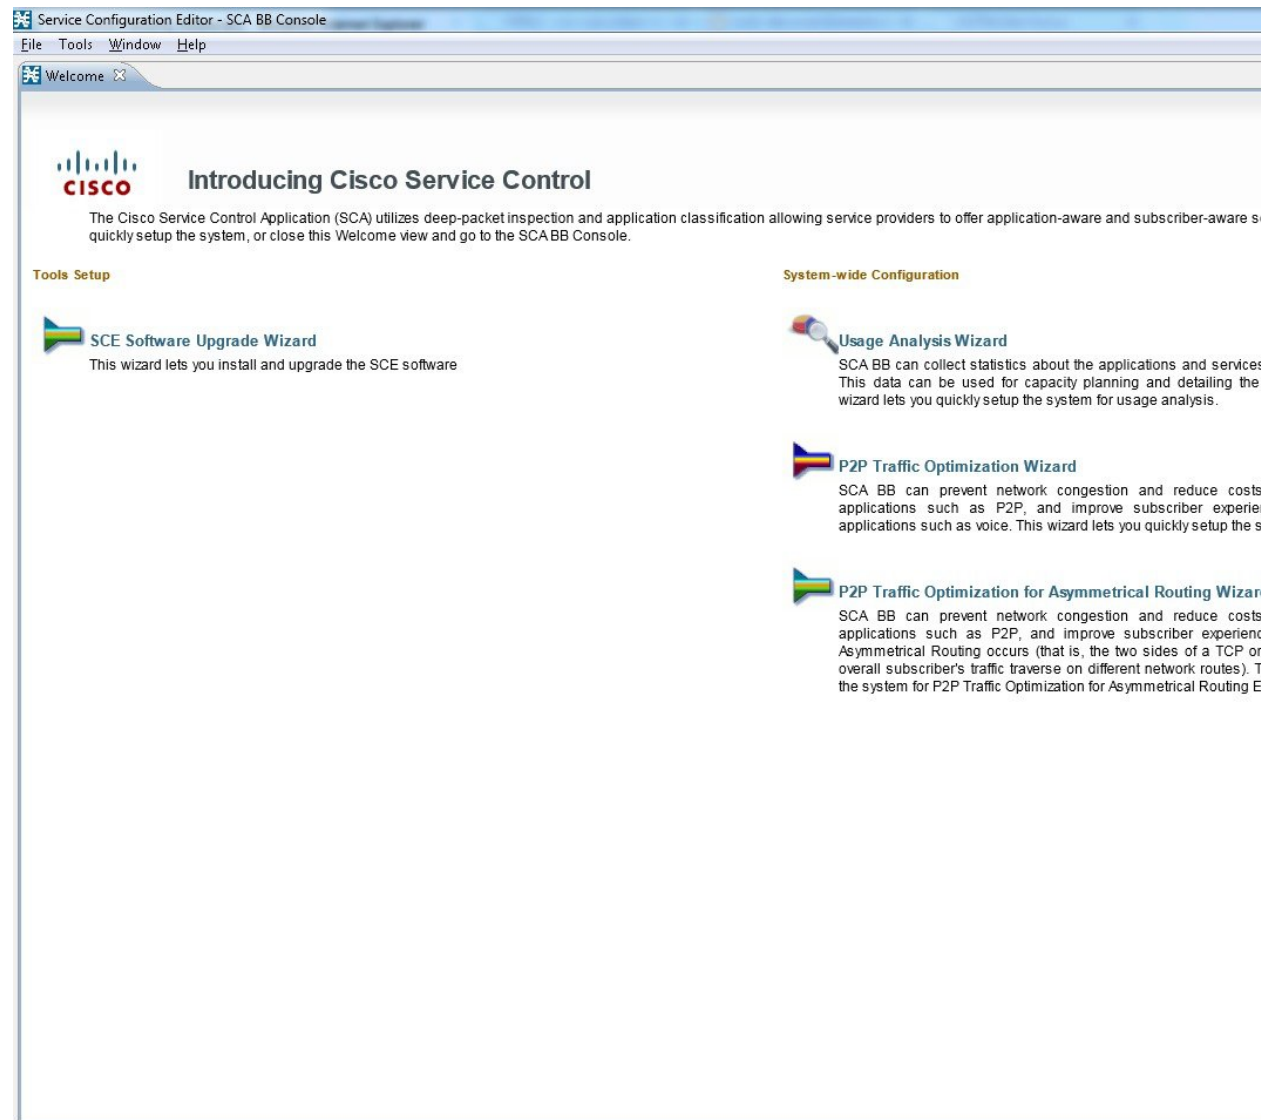 Service Configuration Editor - SCA BB Console
File Tools Window Help
Welcome
CISCO
Introducing Cisco Service Control
The Cisco Service Control Application (SCA) utilizes deep-packet inspection and application classification allowing service providers to offer application-aware and subscriber-aware
quickly setup the system, or close this Welcome view and go to the SCA BB Console.
Tools Setup
SCE Software Upgrade Wizard
This wizard lets you install and upgrade the SCE software
System-wide Configuration
Usage Analysis Wizard
SCA BB can collect statistics about the applications and services
This data can be used for capacity planning and detailing the
wizard lets you quickly setup the system for usage analysis.
P2P Traffic Optimization Wizard
SCA BB can prevent network congestion and reduce costs
applications such as P2P, and improve subscriber
applications such as voice. This wizard lets you quickly setup the
P2P Traffic Optimization for Asymmetrical Routing
SCA BB can prevent network congestion and reduce costs
applications such as P2P, and improve subscriber
Asymmetrical Routing occurs (that is, the two sides of a TCP or
overall subscriber's traffic traverse on different network routes).
the system for P2P Traffic Optimization for Asymmetrical Routing